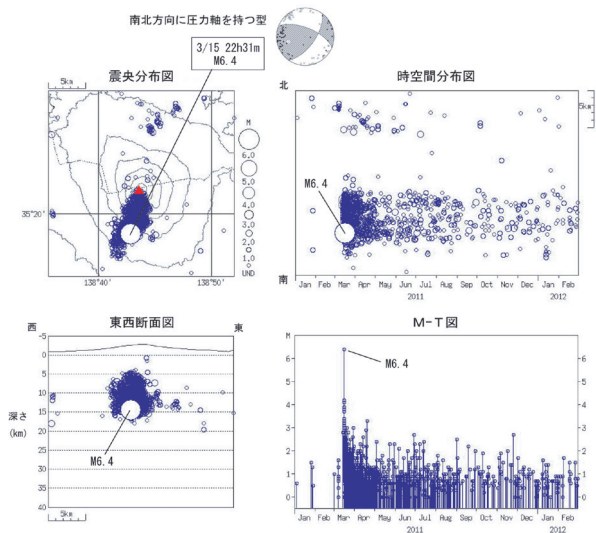 南北方向に圧力軸を持つ型
3/15 22h31m
M6.4
震央分布図
5km
M
6.0
5.0
4.0
3.0
2.0
1.0
UND
35°20'
138°40'
138°50'
時空間分布図
北
5km
M6.4
南
Jan Feb Mar Apr May Jun Jul Aug Sep Oct Nov Dec Jan Feb
2011 2012
東西断面図
西 東
-5
0
5
10
15
20
25
30
35
40
深さ
(km)
M6.4
5km
M-T図
M
6 6
5 5
4 4
3 3
2 2
1 1
0 0
M6.4
Jan Feb Mar Apr May Jun Jul Aug Sep Oct Nov Dec Jan Feb
2011 2012